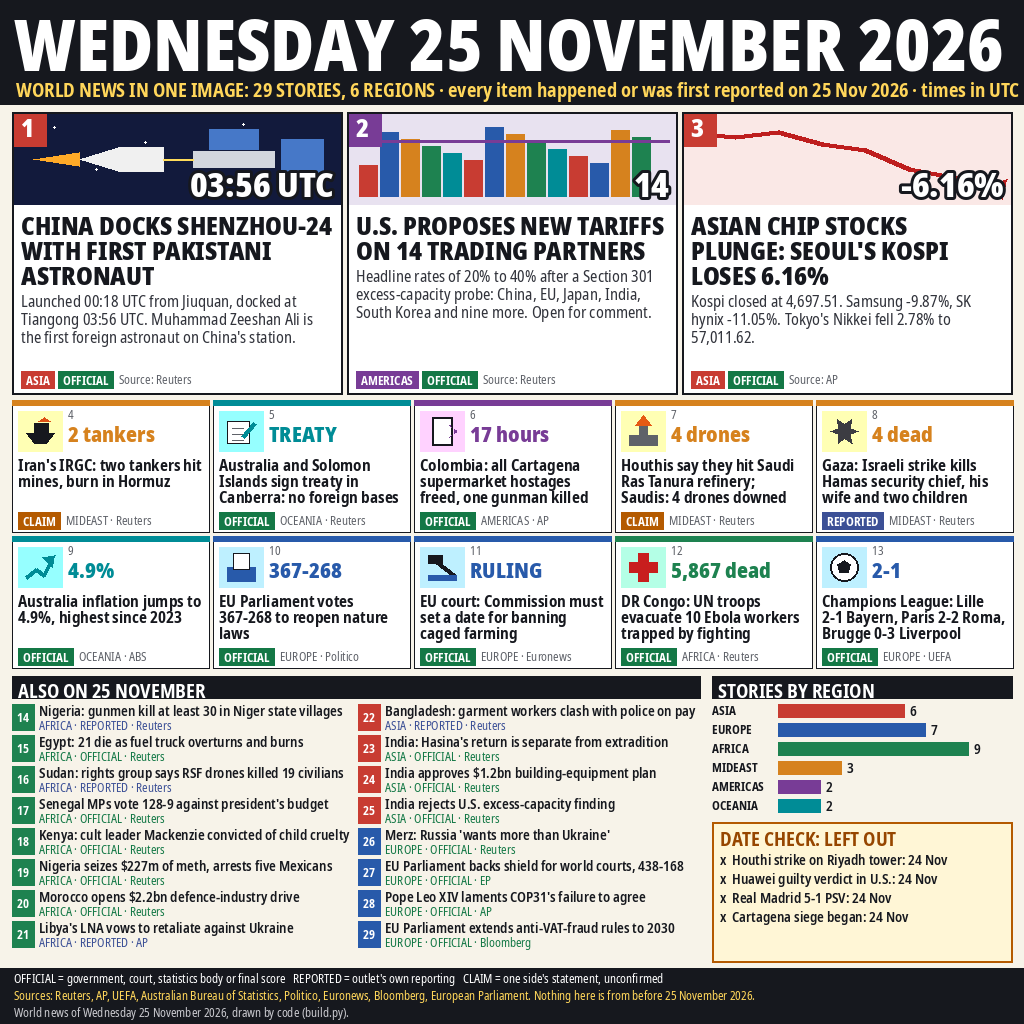 WEDNESDAY 25 NOVEMBER 2026
WORLD NEWS IN ONE IMAGE: 29 STORIES, 6 REGIONS · every item happened or was first reported on 25 Nov 2026 · times in UTC
1
03:56 UTC
CHINA DOCKS SHENZHOU-24
WITH FIRST PAKISTANI
ASTRONAUT
Launched 00:18 UTC from Jiuquan, docked at
Tiangong 03:56 UTC. Muhammad Zeeshan Ali is
the first foreign astronaut on China's station.
ASIA OFFICIAL Source: Reuters
2
14
U.S. PROPOSES NEW TARIFFS
ON 14 TRADING PARTNERS
Headline rates of 20% to 40% after a Section 301
excess-capacity probe: China, EU, Japan, India,
South Korea and nine more. Open for comment.
AMERICAS OFFICIAL Source: Reuters
3
-6.16%
ASIAN CHIP STOCKS
PLUNGE: SEOUL'S KOSPI
LOSES 6.16%
Kospi closed at 4,697.51. Samsung -9.87%, SK
hynix -11.05%. Tokyo's Nikkei fell 2.78% to
57,011.62.
ASIA OFFICIAL Source: AP
4
2 tankers
Iran's IRGC: two tankers hit
mines, burn in Hormuz
CLAIM MIDEAST · Reuters
5
TREATY
Australia and Solomon
Islands sign treaty in
Canberra: no foreign bases
OFFICIAL OCEANIA · Reuters
6
17 hours
Colombia: all Cartagena
supermarket hostages
freed, one gunman killed
OFFICIAL AMERICAS · AP
7
4 drones
Houthis say they hit Saudi
Ras Tanura refinery;
Saudis: 4 drones downed
CLAIM MIDEAST · Reuters
8
4 dead
Gaza: Israeli strike kills
Hamas security chief, his
wife and two children
REPORTED MIDEAST · Reuters
9
4.9%
Australia inflation jumps to
4.9%, highest since 2023
OFFICIAL OCEANIA · ABS
10
367-268
EU Parliament votes
367-268 to reopen nature
laws
OFFICIAL EUROPE · Politico
11
RULING
EU court: Commission must
set a date for banning
caged farming
OFFICIAL EUROPE · Euronews
12
5,867 dead
DR Congo: UN troops
evacuate 10 Ebola workers
trapped by fighting
OFFICIAL AFRICA · Reuters
13
2-1
Champions League: Lille
2-1 Bayern, Paris 2-2 Roma,
Brugge 0-3 Liverpool
OFFICIAL EUROPE · UEFA
ALSO ON 25 NOVEMBER
14 Nigeria: gunmen kill at least 30 in Niger state villages
AFRICA · REPORTED · Reuters
15 Egypt: 21 die as fuel truck overturns and burns
AFRICA · OFFICIAL · Reuters
16 Sudan: rights group says RSF drones killed 19 civilians
AFRICA · REPORTED · Reuters
17 Senegal MPs vote 128-9 against president's budget
AFRICA · OFFICIAL · Reuters
18 Kenya: cult leader Mackenzie convicted of child cruelty
AFRICA · OFFICIAL · Reuters
19 Nigeria seizes $227m of meth, arrests five Mexicans
AFRICA · OFFICIAL · Reuters
20 Morocco opens $2.2bn defence-industry drive
AFRICA · OFFICIAL · Reuters
21 Libya's LNA vows to retaliate against Ukraine
AFRICA · REPORTED · AP
22 Bangladesh: garment workers clash with police on pay
ASIA · REPORTED · Reuters
23 India: Hasina's return is separate from extradition
ASIA · OFFICIAL · Reuters
24 India approves $1.2bn building-equipment plan
ASIA · OFFICIAL · Reuters
25 India rejects U.S. excess-capacity finding
ASIA · OFFICIAL · Reuters
26 Merz: Russia 'wants more than Ukraine'
EUROPE · OFFICIAL · Reuters
27 EU Parliament backs shield for world courts, 438-168
EUROPE · OFFICIAL · EP
28 Pope Leo XIV laments COP31's failure to agree
EUROPE · OFFICIAL · AP
29 EU Parliament extends anti-VAT-fraud rules to 2030
EUROPE · OFFICIAL · Bloomberg
STORIES BY REGION
ASIA 6
EUROPE 7
AFRICA 9
MIDEAST 3
AMERICAS 2
OCEANIA 2
DATE CHECK: LEFT OUT
x Houthi strike on Riyadh tower: 24 Nov
x Huawei guilty verdict in U.S.: 24 Nov
x Real Madrid 5-1 PSV: 24 Nov
x Cartagena siege began: 24 Nov
OFFICIAL = government, court, statistics body or final score REPORTED = outlet's own reporting CLAIM = one side's statement, unconfirmed
Sources: Reuters, AP, UEFA, Australian Bureau of Statistics, Politico, Euronews, Bloomberg, European Parliament. Nothing here is from before 25 November 2026.
World news of Wednesday 25 November 2026, drawn by code (build.py).